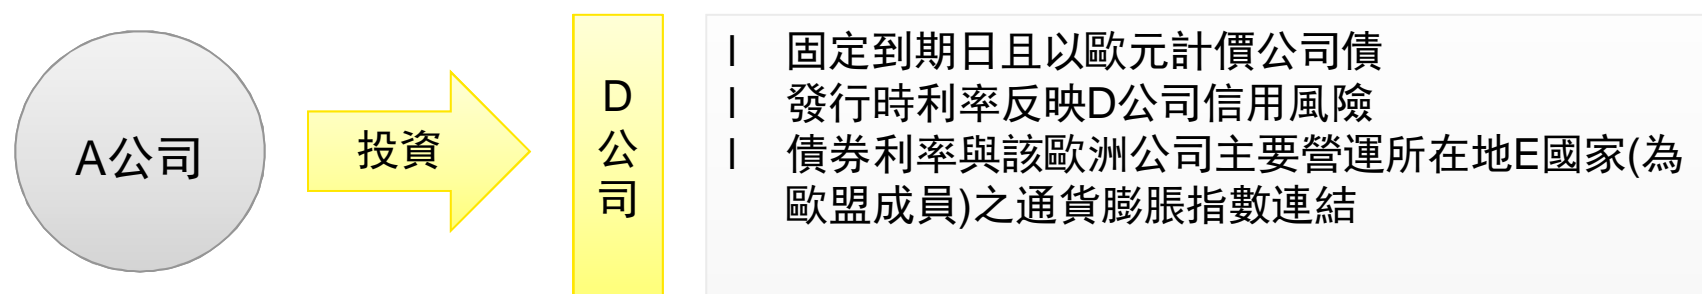 A公司
投資
D
公
司
l 固定到期日且以歐元計價公司債
l 發行時利率反映D公司信用風險
l 債券利率與該歐洲公司主要營運所在地E國家(為
歐盟成員)之通貨膨脹指數連結